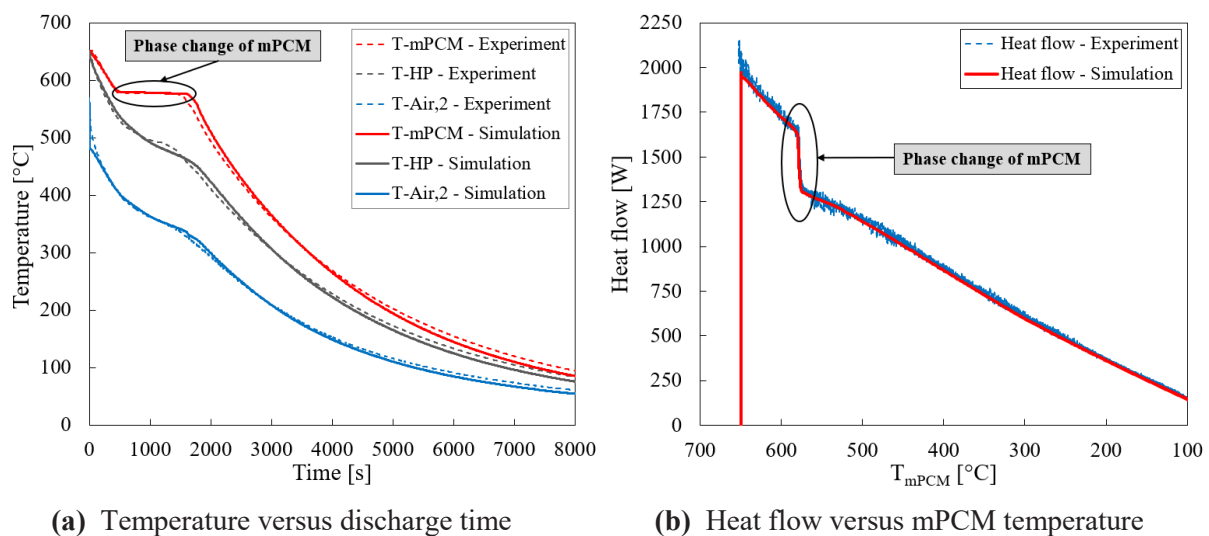 700
600
500
400
300
200
100
0
Temperature [°C]
0 1000 2000 3000 4000 5000 6000 7000 8000
Time [s]
Phase change of mPCM
T-mPCM - Experiment
T-HP - Experiment
T-Air,2 - Experiment
T-mPCM - Simulation
T-HP - Simulation
T-Air,2 - Simulation
(a) Temperature versus discharge time
2250
2000
1750
1500
1250
1000
750
500
250
0
Heat flow [W]
700 600 500 400 300 200 100
T_mPCM [°C]
Heat flow - Experiment
Heat flow - Simulation
Phase change of mPCM
(b) Heat flow versus mPCM temperature